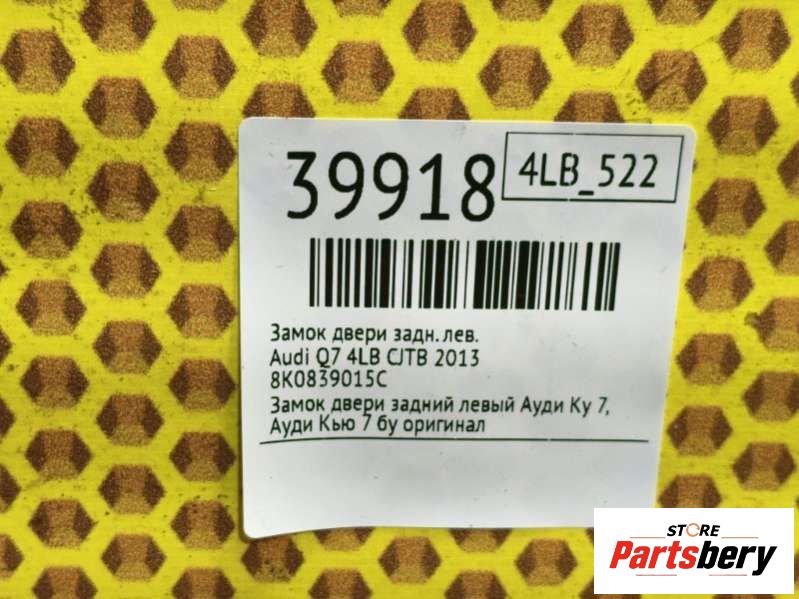 39918
4LB_522
Замок двери задн. лев.
Audi Q7 4LB CJTB 2013
8K0839015C
Замок двери задний левый Ауди Ку 7,
Ауди Кью 7 бу оригинал
STORE
Partsbery